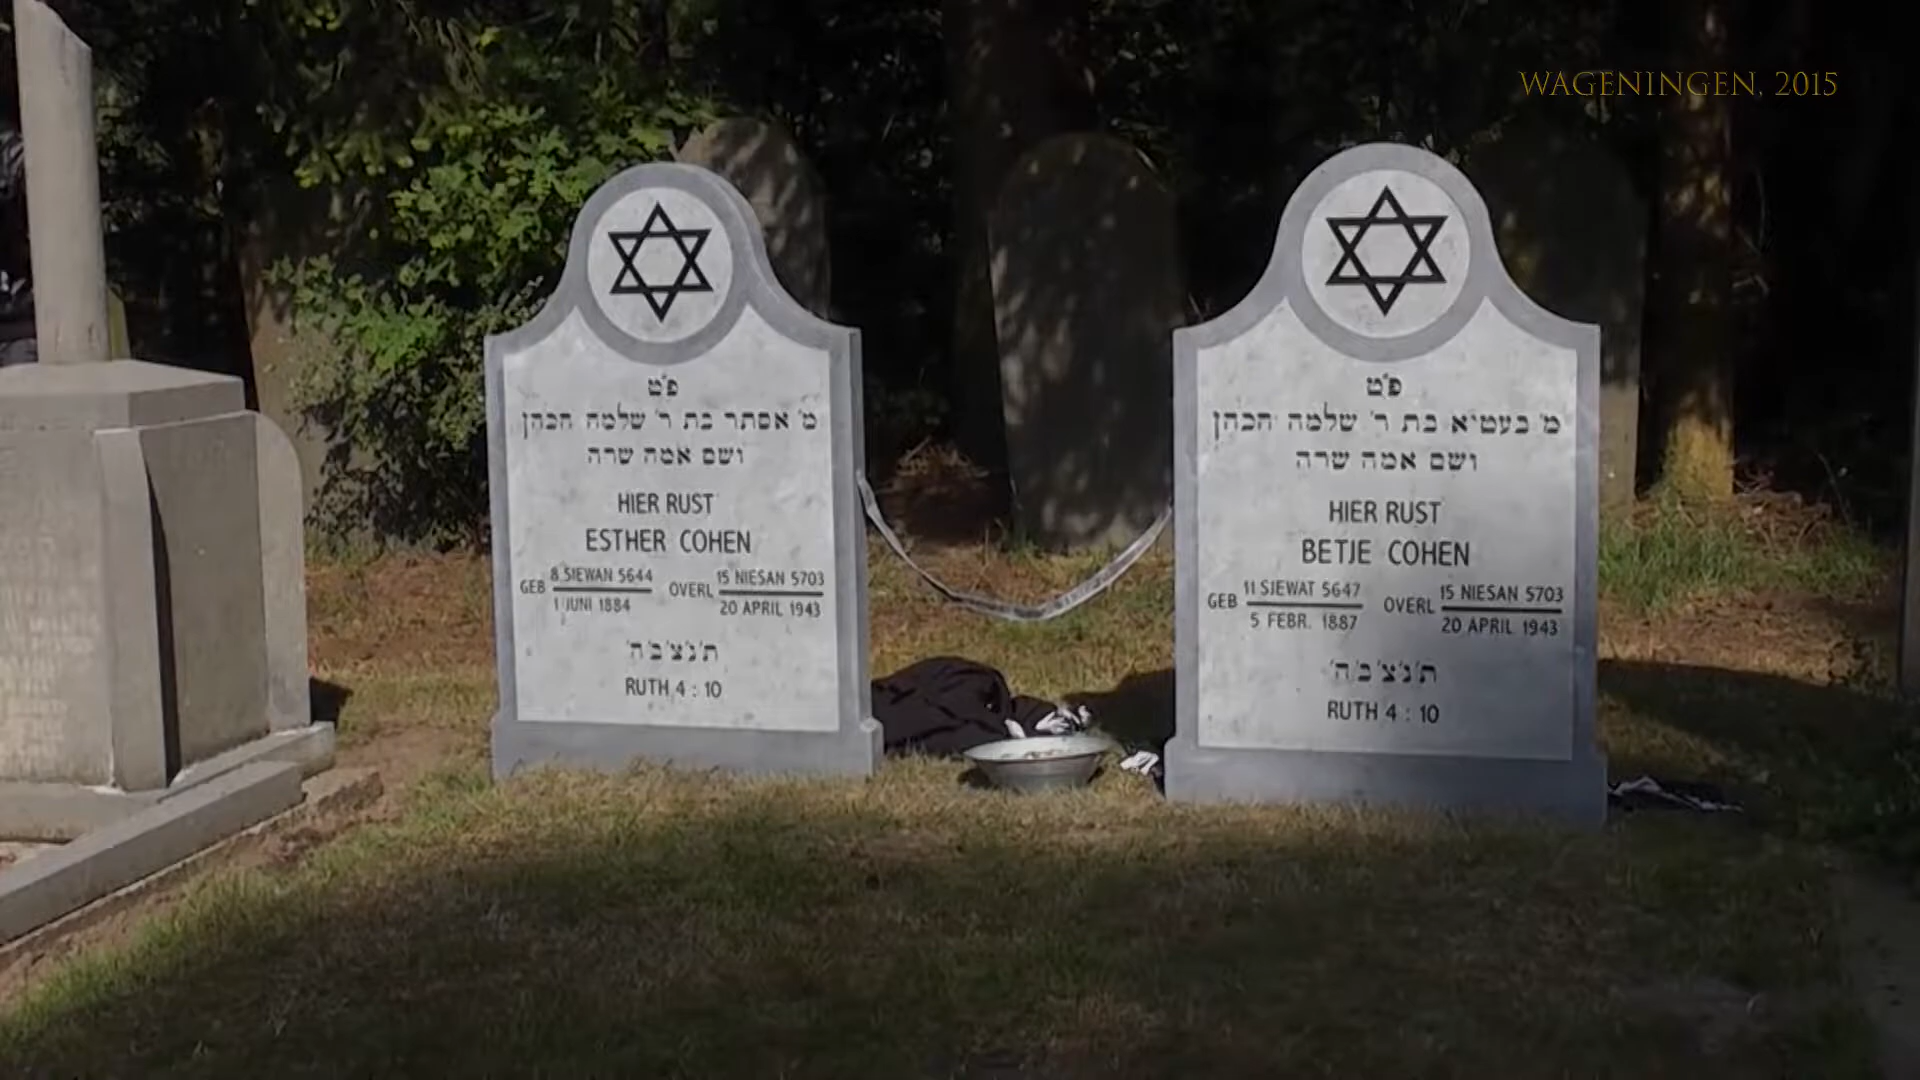 WAGENINGEN, 2015
פ"ט
מ' אסתר בת ר' שלמה הכהן
ושם אמה שרה
HIER RUST
ESTHER COHEN
GEB 8 SIEWAN 5644 OVERL 15 NIESAN 5703
1 JUNI 1884 20 APRIL 1943
ת'נ'צ'ב'ה'
RUTH 4 : 10
פ"ט
מ' בעטיא בת ר' שלמה הכהן
ושם אמה שרה
HIER RUST
BETJE COHEN
GEB 11 SJEWAT 5647 OVERL 15 NIESAN 5703
5 FEBR. 1887 20 APRIL 1943
ת'נ'צ'ב'ה'
RUTH 4 : 10